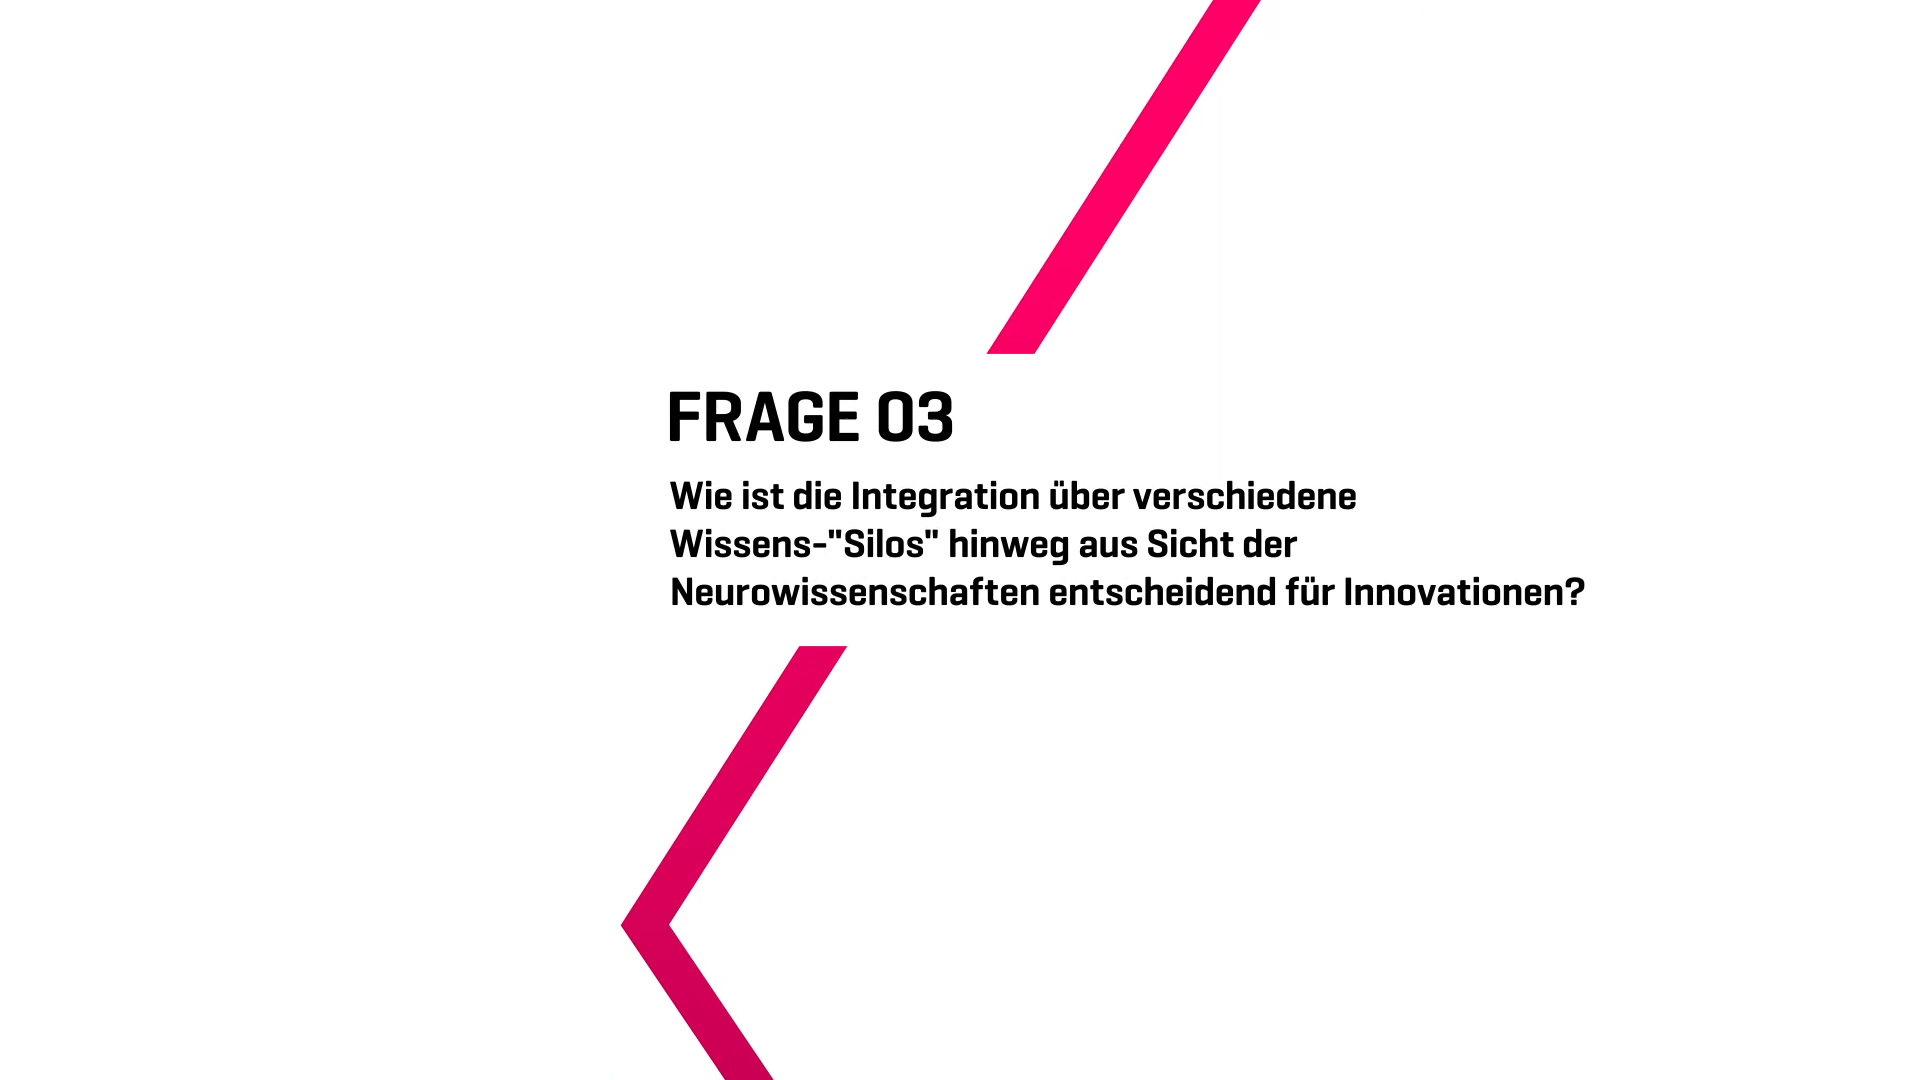 FRAGE 03
Wie ist die Integration über verschiedene
Wissens-"Silos" hinweg aus Sicht der
Neurowissenschaften entscheidend für Innovationen?